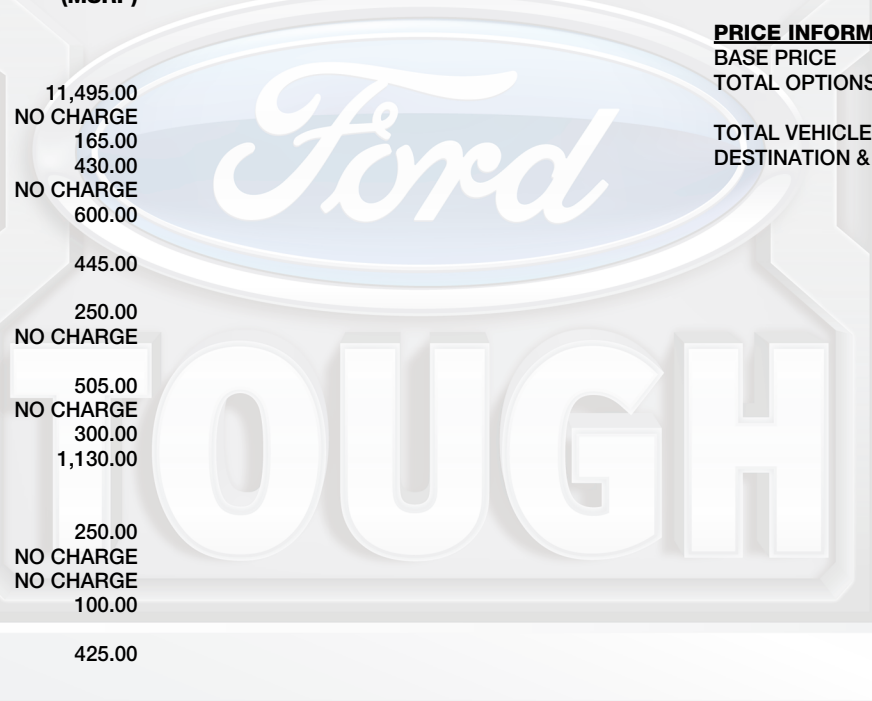 (MSRP)
11,495.00
NO CHARGE
165.00
430.00
NO CHARGE
600.00
445.00
250.00
NO CHARGE
505.00
NO CHARGE
300.00
1,130.00
250.00
NO CHARGE
NO CHARGE
100.00
425.00
PRICE INFORM
BASE PRICE
TOTAL OPTIONS
TOTAL VEHICLE
DESTINATION &
Ford
TOUGH